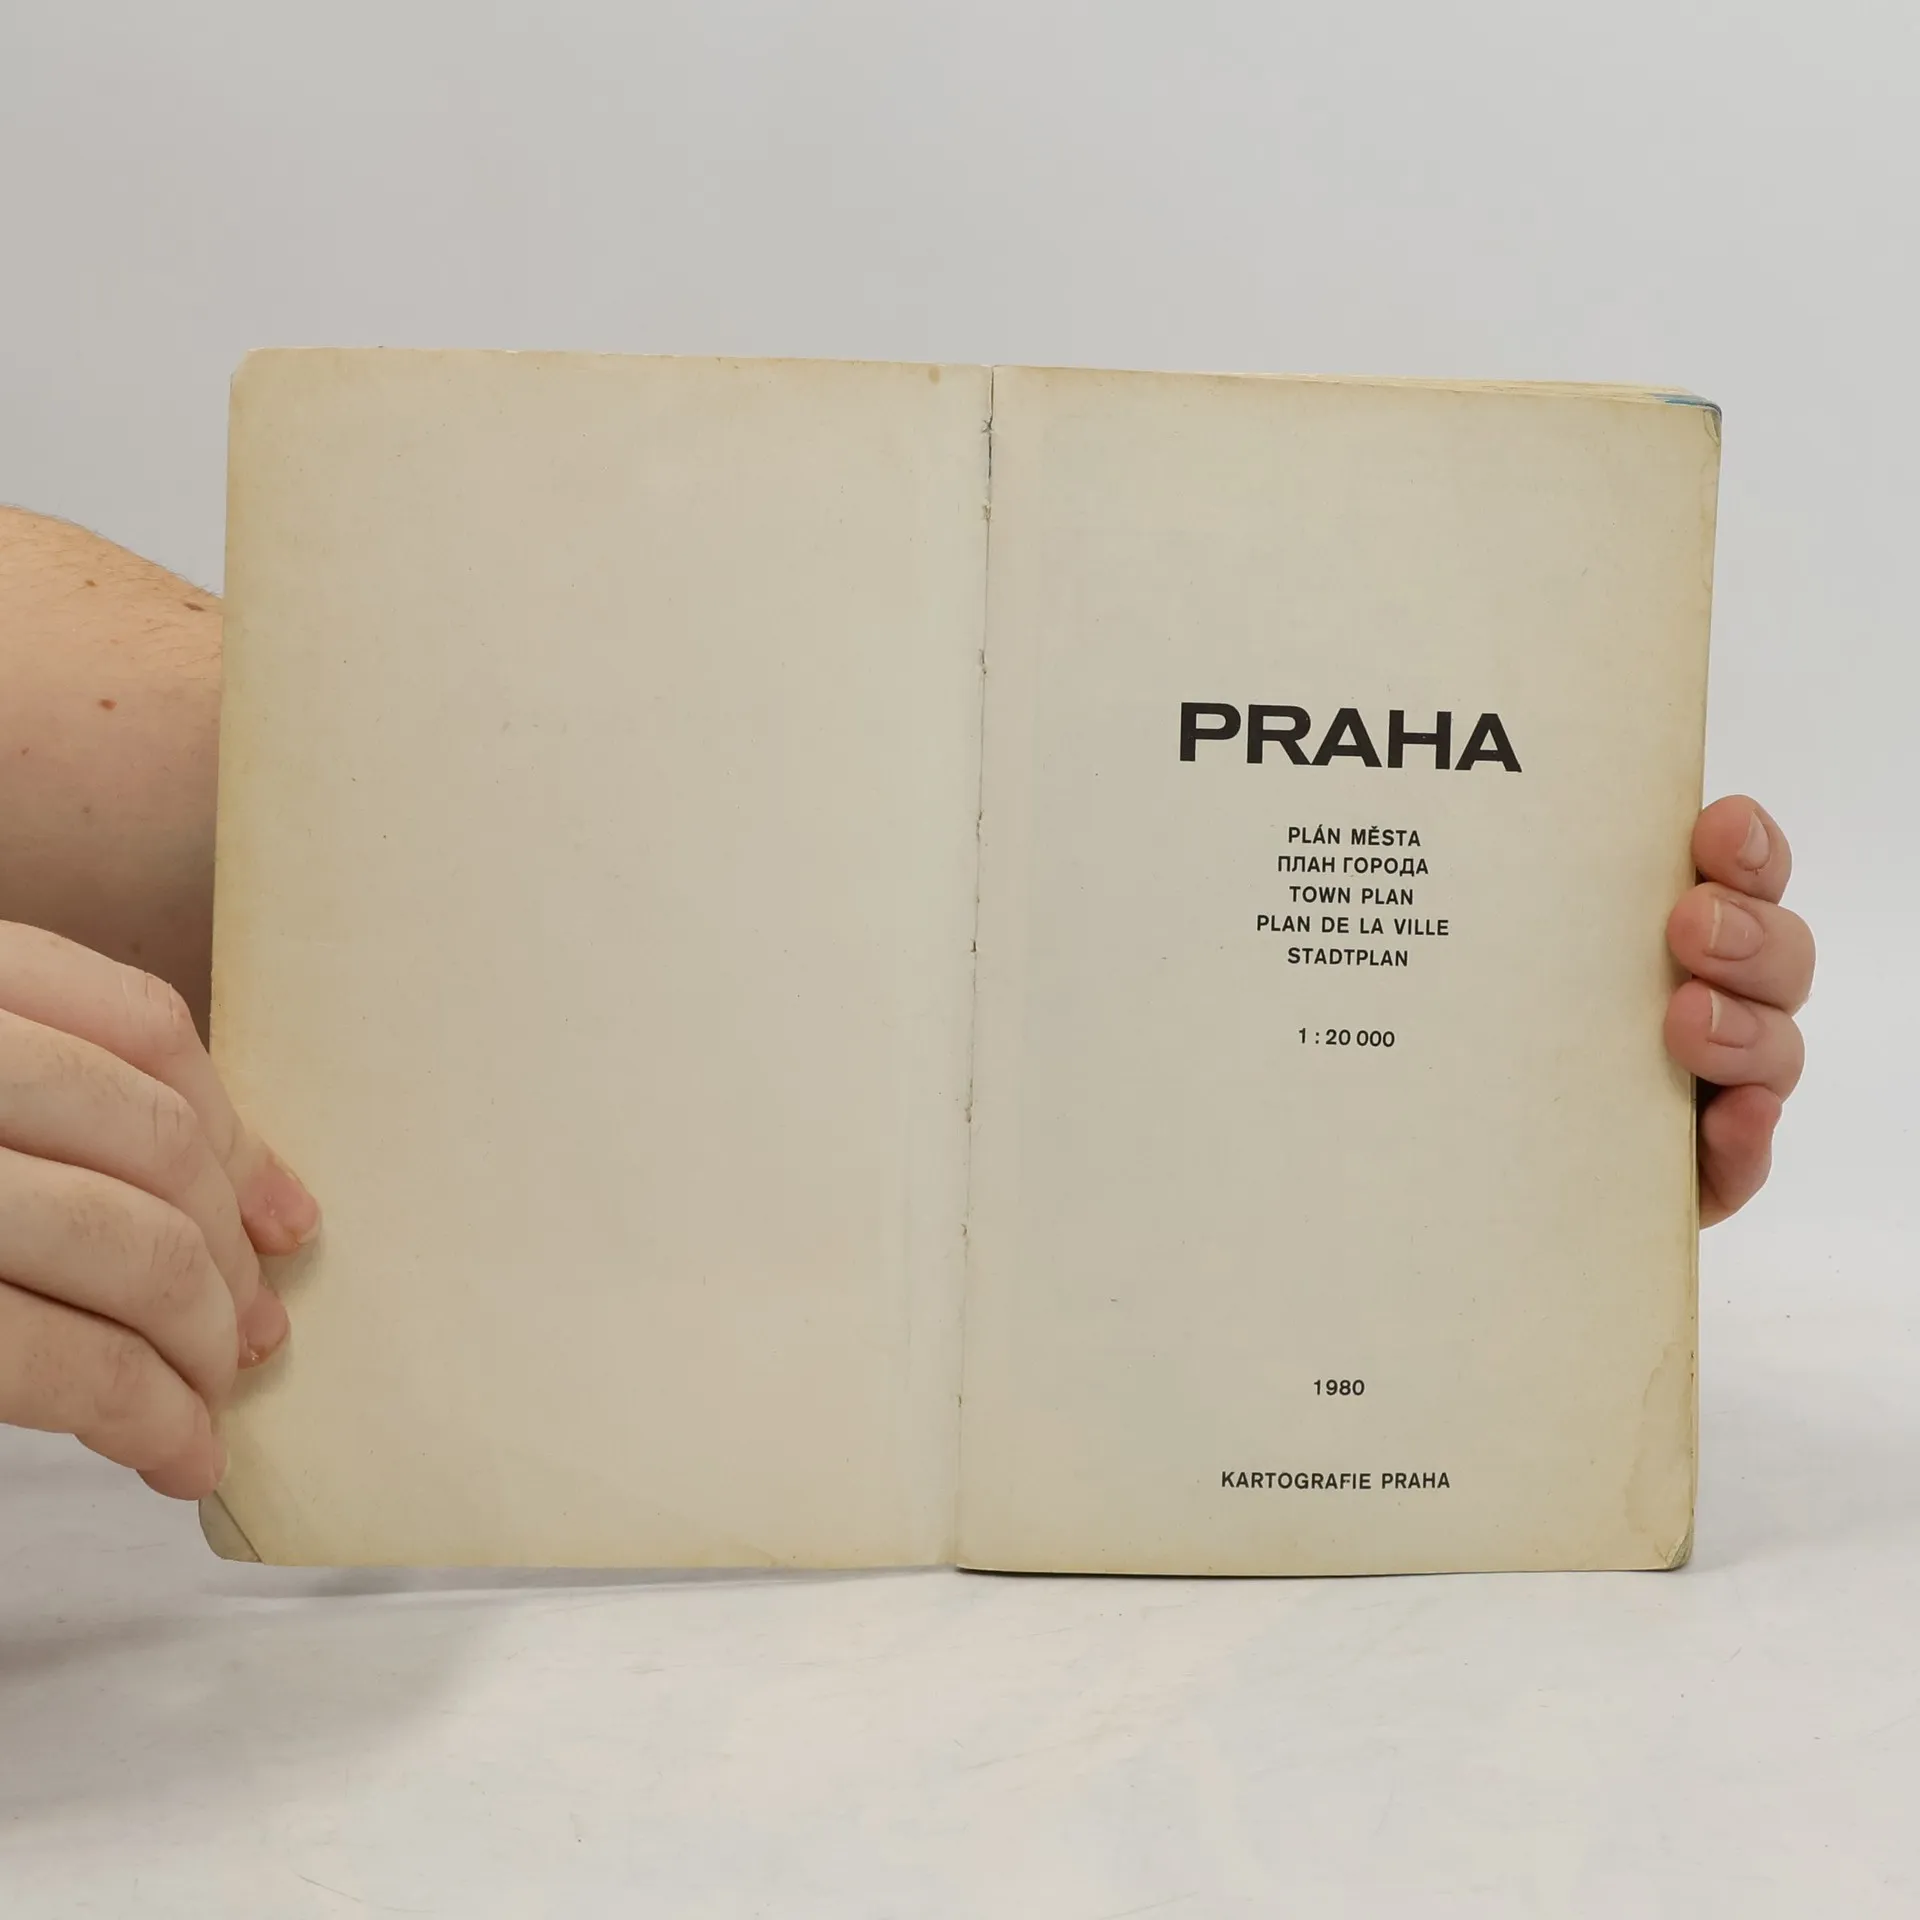 PRAHA
PLÁN MĚSTA
ПЛАН ГОРОДА
TOWN PLAN
PLAN DE LA VILLE
STADTPLAN
1 : 20 000
1980
KARTOGRAFIE PRAHA